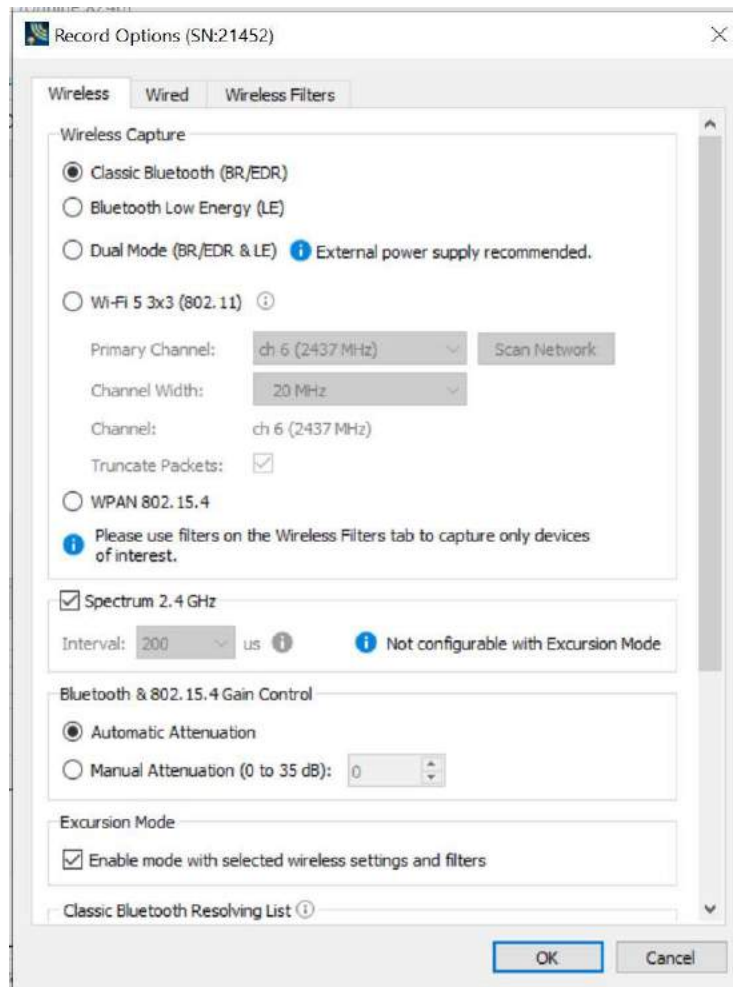 Record Options (SN:21452)
Wireless Wired Wireless Filters
Wireless Capture
Classic Bluetooth (BR/EDR)
Bluetooth Low Energy (LE)
Dual Mode (BR/EDR & LE) External power supply recommended.
Wi-Fi 5 3x3 (802.11)
Primary Channel: ch 6 (2437 MHz) Scan Network
Channel Width: 20 MHz
Channel: ch 6 (2437 MHz)
Truncate Packets:
WPAN 802.15.4
Please use filters on the Wireless Filters tab to capture only devices
of interest.
Spectrum 2.4 GHz
Interval: 200 us Not configurable with Excursion Mode
Bluetooth & 802.15.4 Gain Control
Automatic Attenuation
Manual Attenuation (0 to 35 dB): 0
Excursion Mode
Enable mode with selected wireless settings and filters
Classic Bluetooth Resolving List
OK Cancel